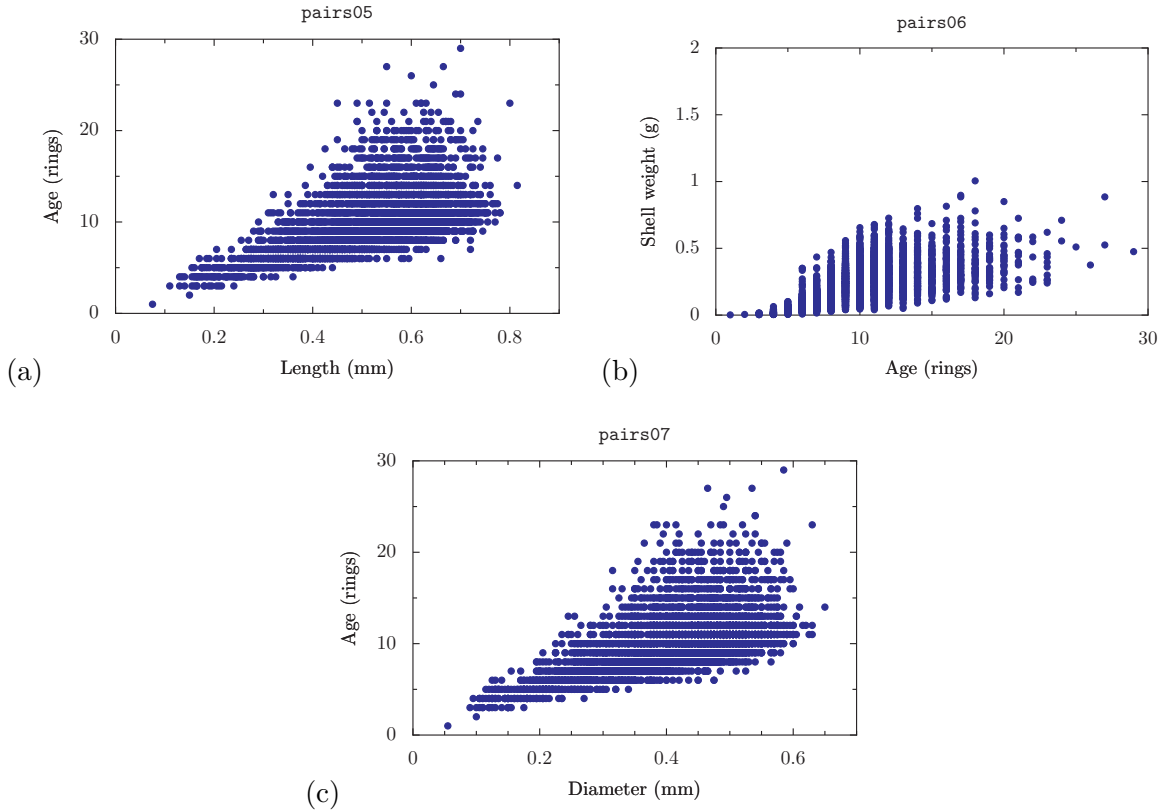 pairs05
30
20
10
0
Age (rings)
0 0.2 0.4 0.6 0.8
Length (mm)
(a)
pairs06
2
1.5
1
0.5
0
Shell weight (g)
0 10 20 30
Age (rings)
(b)
pairs07
30
20
10
0
Age (rings)
0 0.2 0.4 0.6
Diameter (mm)
(c)